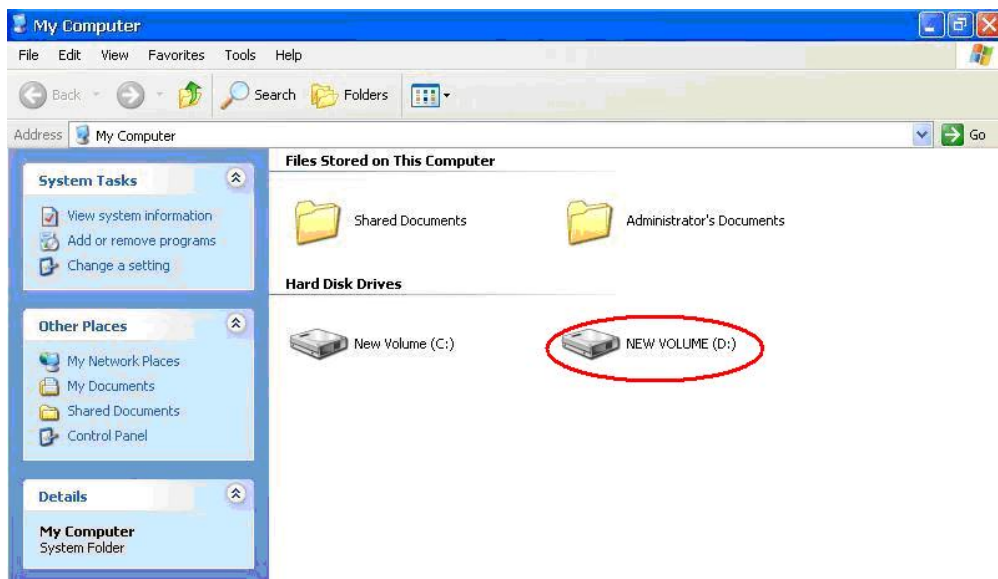 My Computer
File Edit View Favorites Tools Help
Back Search Folders
Address My Computer Go
System Tasks
View system information
Add or remove programs
Change a setting
Other Places
My Network Places
My Documents
Shared Documents
Control Panel
Details
My Computer
System Folder
Files Stored on This Computer
Shared Documents Administrator's Documents
Hard Disk Drives
New Volume (C:) NEW VOLUME (D:)